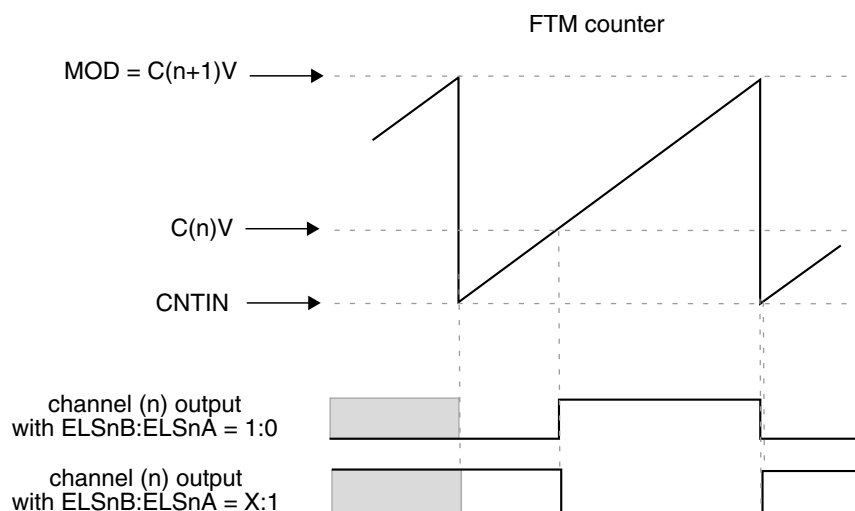 FTM counter
MOD = C(n+1)V
C(n)V
CNTIN
channel (n) output
with ELSnB:ELSnA = 1:0
channel (n) output
with ELSnB:ELSnA = X:1